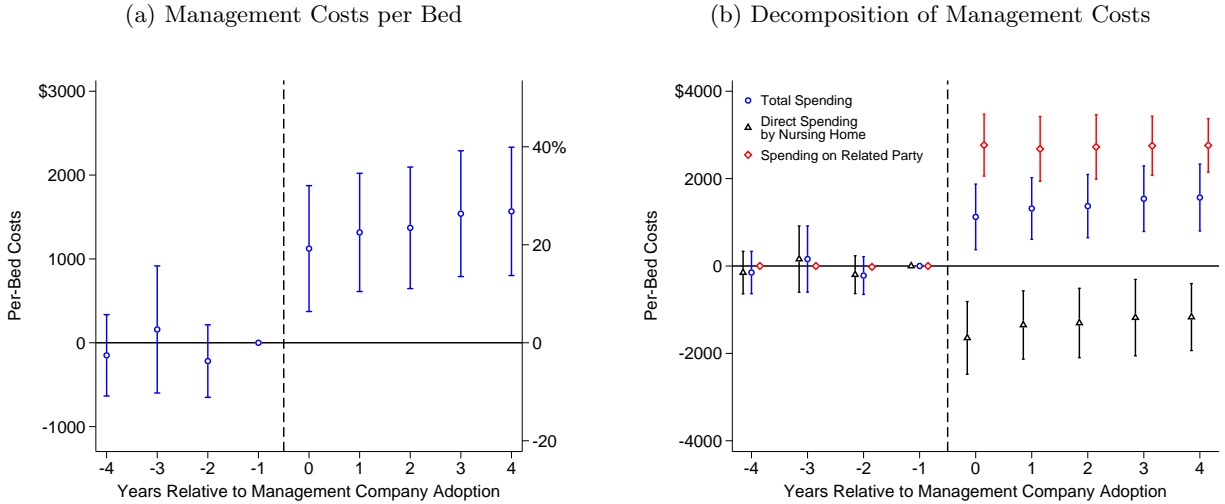 (a) Management Costs per Bed
$3000
2000
1000
0
-1000
Per-Bed Costs
40%
20
0
-20
-4 -3 -2 -1 0 1 2 3 4
Years Relative to Management Company Adoption
(b) Decomposition of Management Costs
$4000
2000
0
-2000
-4000
Per-Bed Costs
Total Spending
Direct Spending
by Nursing Home
Spending on Related Party
-4 -3 -2 -1 0 1 2 3 4
Years Relative to Management Company Adoption